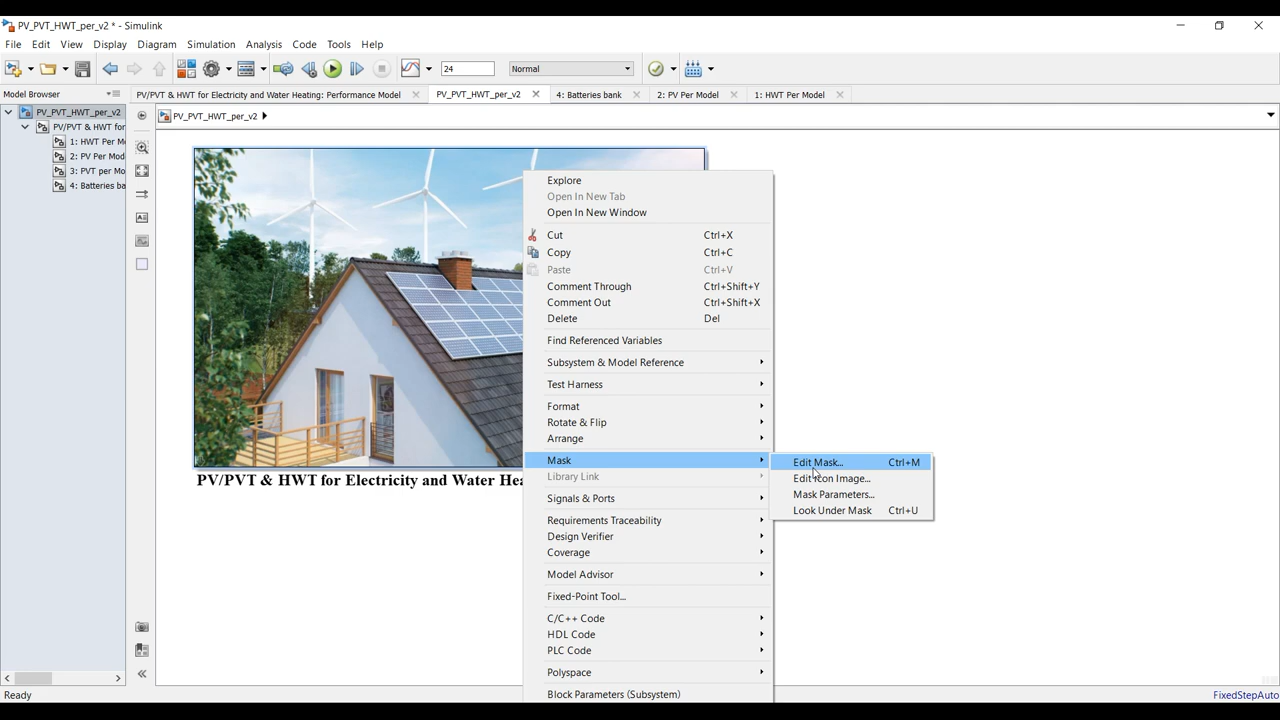 PV_PVT_HWT_per_v2 * - Simulink
File Edit View Display Diagram Simulation Analysis Code Tools Help
24 Normal
Model Browser
PV/PVT & HWT for Electricity and Water Heating: Performance Model PV_PVT_HWT_per_v2 4: Batteries bank 2: PV Per Model 1: HWT Per Model
PV_PVT_HWT_per_v2
PV/PVT & HWT for
1: HWT Per M
2: PV Per Mod
3: PVT per Mo
4: Batteries ba
PV_PVT_HWT_per_v2
PV/PVT & HWT for Electricity and Water Hea
Explore
Open In New Tab
Open In New Window
Cut Ctrl+X
Copy Ctrl+C
Paste Ctrl+V
Comment Through Ctrl+Shift+Y
Comment Out Ctrl+Shift+X
Delete Del
Find Referenced Variables
Subsystem & Model Reference
Test Harness
Format
Rotate & Flip
Arrange
Mask
Library Link
Signals & Ports
Requirements Traceability
Design Verifier
Coverage
Model Advisor
Fixed-Point Tool...
C/C++ Code
HDL Code
PLC Code
Polyspace
Block Parameters (Subsystem)
Edit Mask... Ctrl+M
Edit Icon Image...
Mask Parameters...
Look Under Mask Ctrl+U
Ready
FixedStepAuto